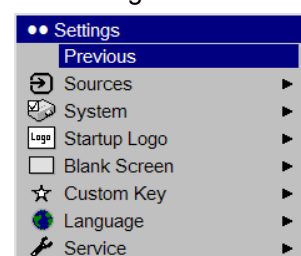 Settings
Previous
Sources
System
Logo Startup Logo
Blank Screen
Custom Key
Language
Service